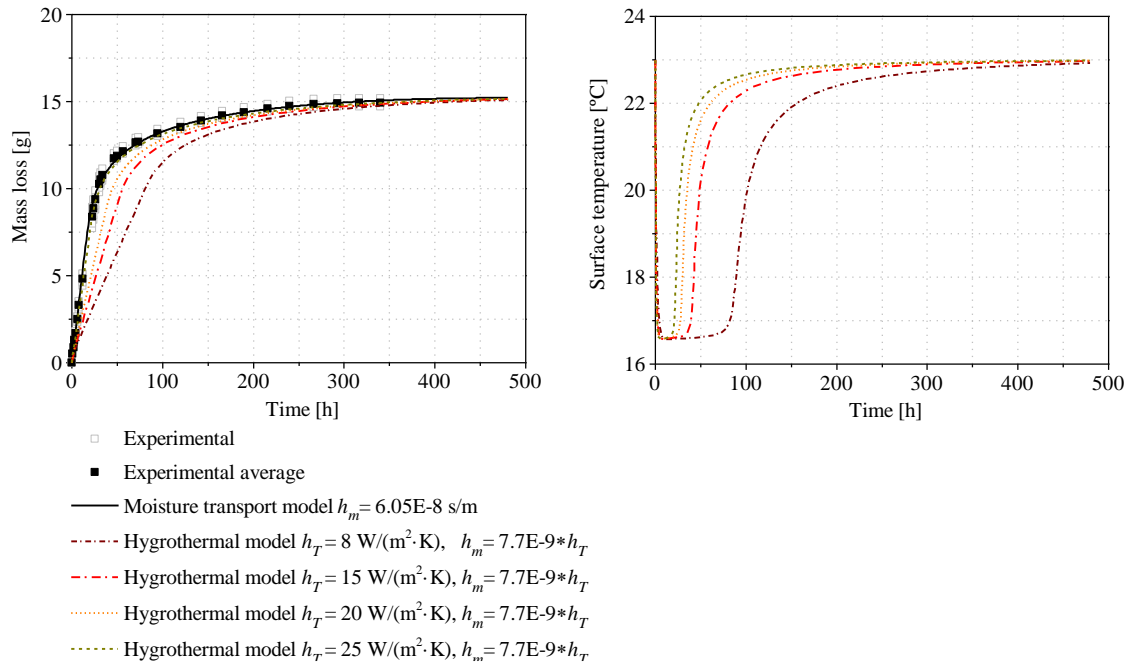 20
15
10
5
0
Mass loss [g]
0 100 200 300 400 500
Time [h]
24
22
20
18
16
Surface temperature [ºC]
0 100 200 300 400 500
Time [h]
Experimental
Experimental average
Moisture transport model h_m = 6.05E-8 s/m
Hygrothermal model h_T = 8 W/(m²·K), h_m = 7.7E-9*h_T
Hygrothermal model h_T = 15 W/(m²·K), h_m = 7.7E-9*h_T
Hygrothermal model h_T = 20 W/(m²·K), h_m = 7.7E-9*h_T
Hygrothermal model h_T = 25 W/(m²·K), h_m = 7.7E-9*h_T